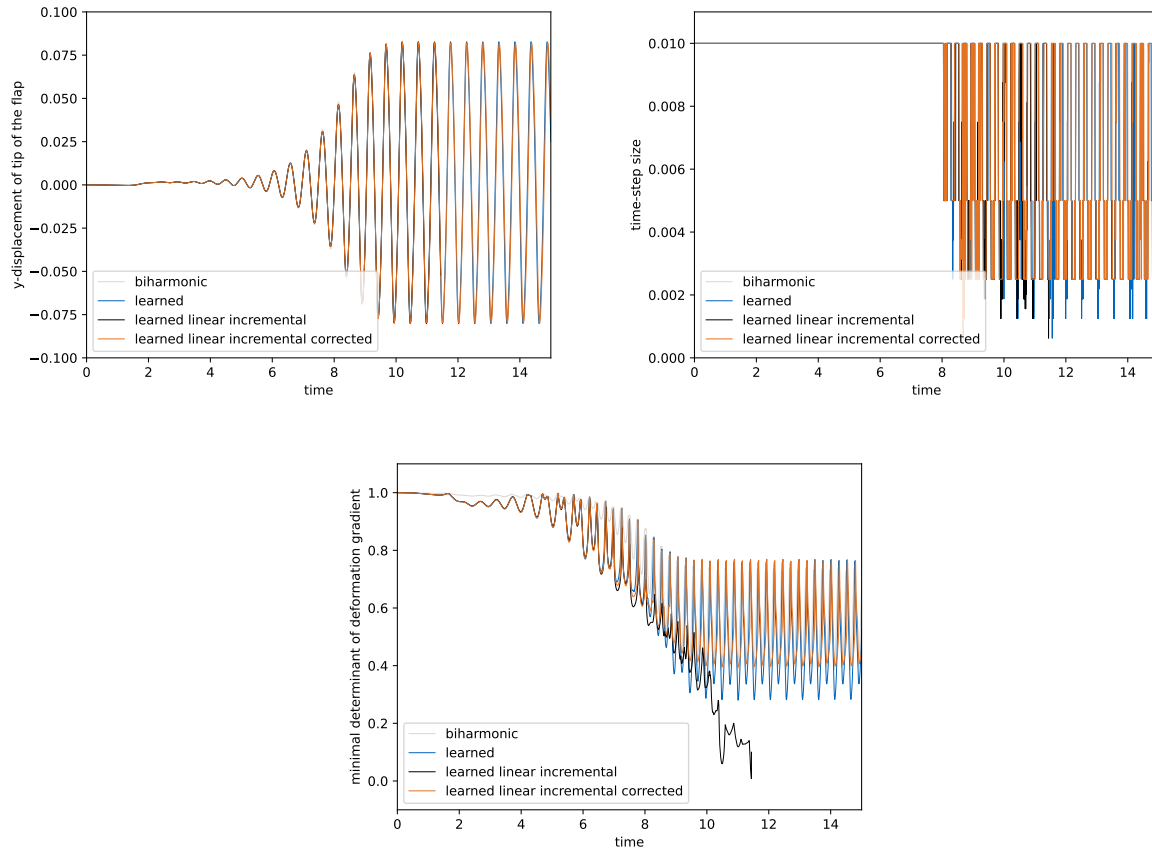 0.100
0.075
0.050
0.025
0.000
−0.025
−0.050
−0.075
−0.100
y-displacement of tip of the flap
biharmonic
learned
learned linear incremental
learned linear incremental corrected
0 2 4 6 8 10 12 14
time
0.010
0.008
0.006
0.004
0.002
0.000
time-step size
biharmonic
learned
learned linear incremental
learned linear incremental corrected
0 2 4 6 8 10 12 14
time
1.0
0.8
0.6
0.4
0.2
0.0
minimal determinant of deformation gradient
biharmonic
learned
learned linear incremental
learned linear incremental corrected
0 2 4 6 8 10 12 14
time